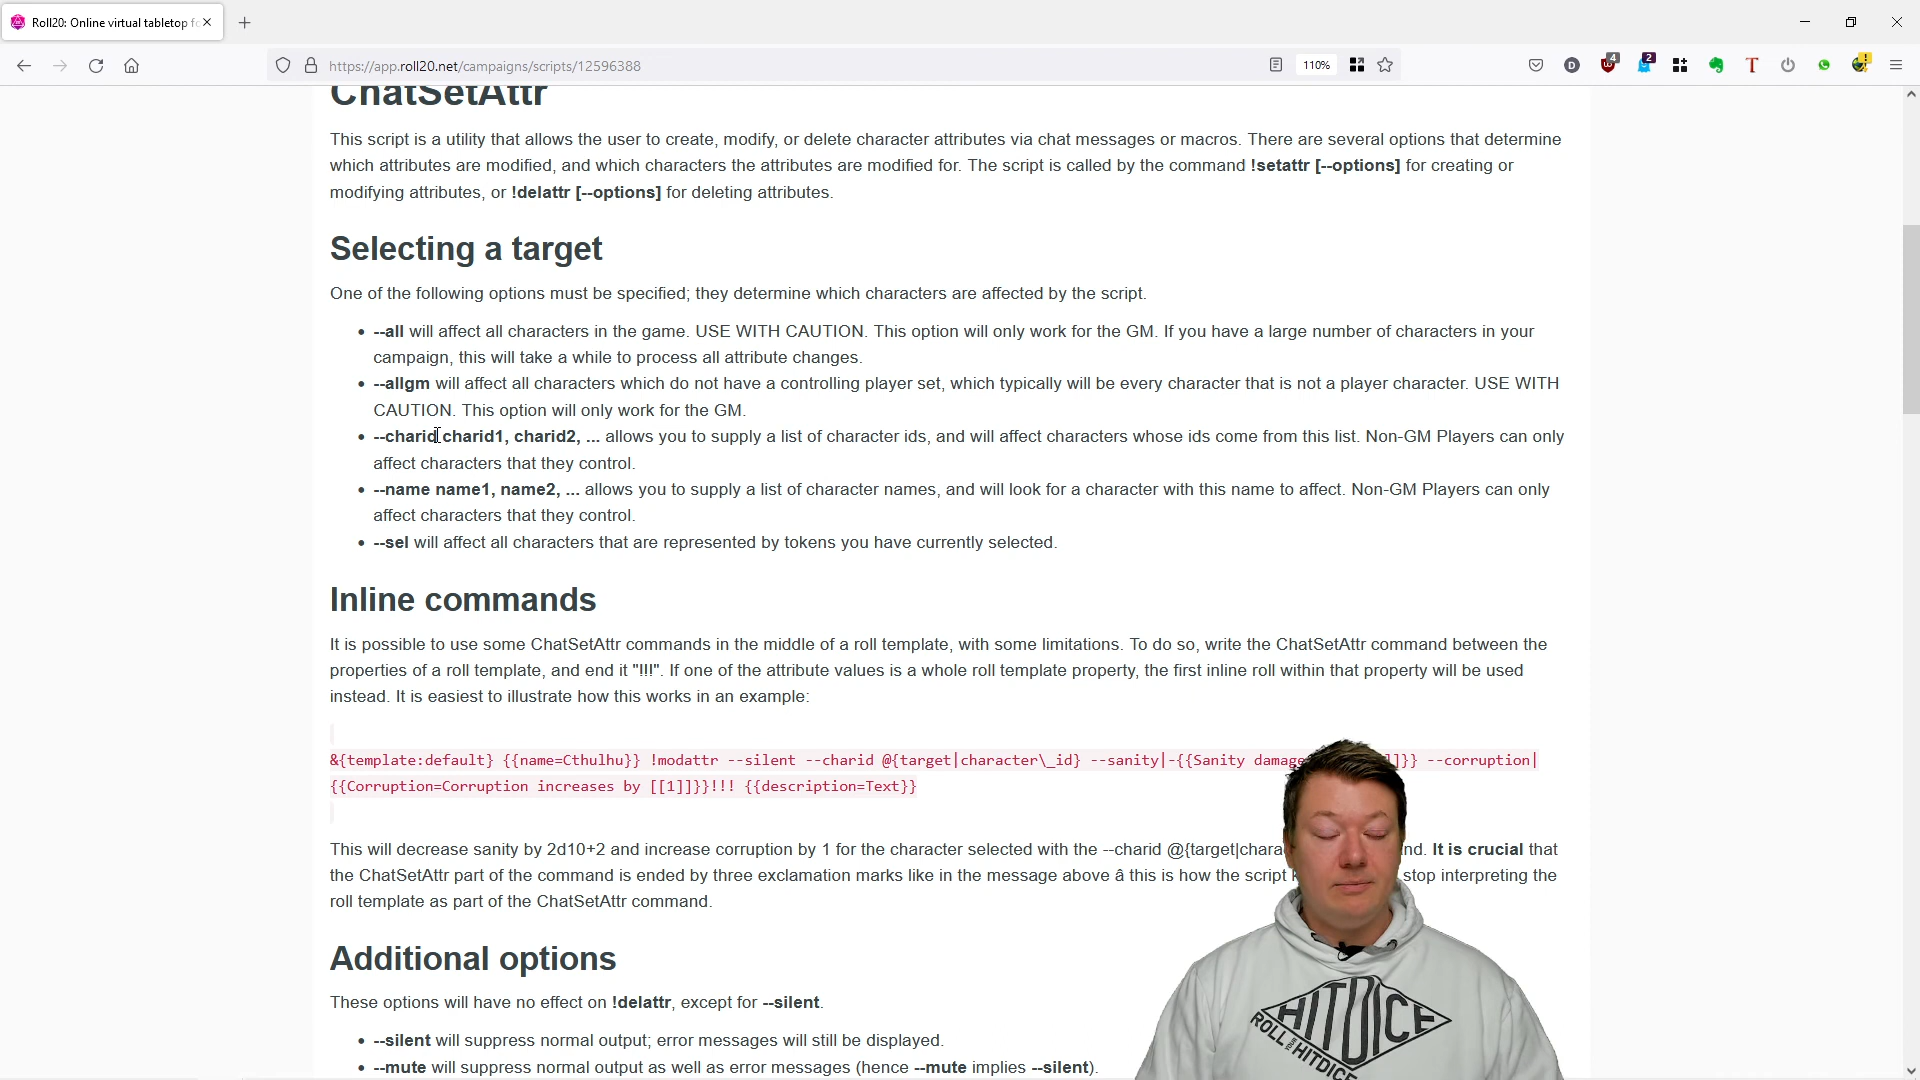 Roll20: Online virtual tabletop fo
https://app.roll20.net/campaigns/scripts/12596388
110%
4
2
ChatSetAttr
This script is a utility that allows the user to create, modify, or delete character attributes via chat messages or macros. There are several options that determine
which attributes are modified, and which characters the attributes are modified for. The script is called by the command !setattr [--options] for creating or
modifying attributes, or !delattr [--options] for deleting attributes.
Selecting a target
One of the following options must be specified; they determine which characters are affected by the script.
• --all will affect all characters in the game. USE WITH CAUTION. This option will only work for the GM. If you have a large number of characters in your
campaign, this will take a while to process all attribute changes.
• --allgm will affect all characters which do not have a controlling player set, which typically will be every character that is not a player character. USE WITH
CAUTION. This option will only work for the GM.
• --charid charid1, charid2, ... allows you to supply a list of character ids, and will affect characters whose ids come from this list. Non-GM Players can only
affect characters that they control.
• --name name1, name2, ... allows you to supply a list of character names, and will look for a character with this name to affect. Non-GM Players can only
affect characters that they control.
• --sel will affect all characters that are represented by tokens you have currently selected.
Inline commands
It is possible to use some ChatSetAttr commands in the middle of a roll template, with some limitations. To do so, write the ChatSetAttr command between the
properties of a roll template, and end it "!!!". If one of the attribute values is a whole roll template property, the first inline roll within that property will be used
instead. It is easiest to illustrate how this works in an example:
&{template:default} {{name=Cthulhu}} !modattr --silent --charid @{target|character\_id} --sanity|-{{Sanity damage ]]}} --corruption|
{{Corruption=Corruption increases by [[1]]}}!!! {{description=Text}}
This will decrease sanity by 2d10+2 and increase corruption by 1 for the character selected with the --charid @{target|chara nd. It is crucial that
the ChatSetAttr part of the command is ended by three exclamation marks like in the message above â this is how the script stop interpreting the
roll template as part of the ChatSetAttr command.
Additional options
These options will have no effect on !delattr, except for --silent.
• --silent will suppress normal output; error messages will still be displayed.
• --mute will suppress normal output as well as error messages (hence --mute implies --silent).
HITDICE
ROLL YOUR HITDICE